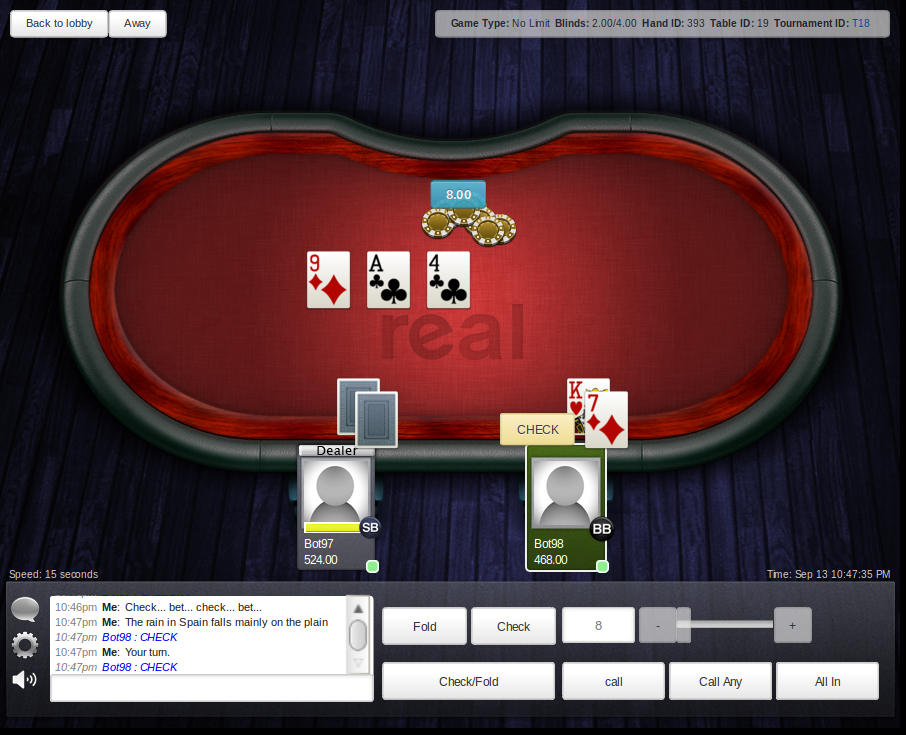 Back to lobby Away
Game Type: No Limit Blinds: 2.00/4.00 Hand ID: 393 Table ID: 19 Tournament ID: T18
8.00
9 A 4
real
K
7
CHECK
Dealer
SB
BB
Bot97
524.00
Bot98
468.00
Speed: 15 seconds
Time: Sep 13 10:47:35 PM
10:46pm Me: Check... bet... check... bet...
10:47pm Me: The rain in Spain falls mainly on the plain
10:47pm Bot98 : CHECK
10:47pm Me: Your turn.
10:47pm Bot98 : CHECK
Fold Check 8 - +
Check/Fold call Call Any All In